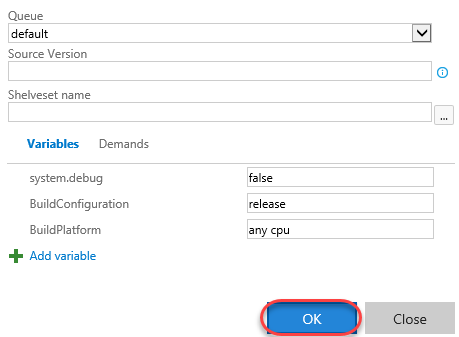 Queue
default
Source Version
Shelveset name
...
Variables Demands
system.debug false
BuildConfiguration release
BuildPlatform any cpu
Add variable
OK Close